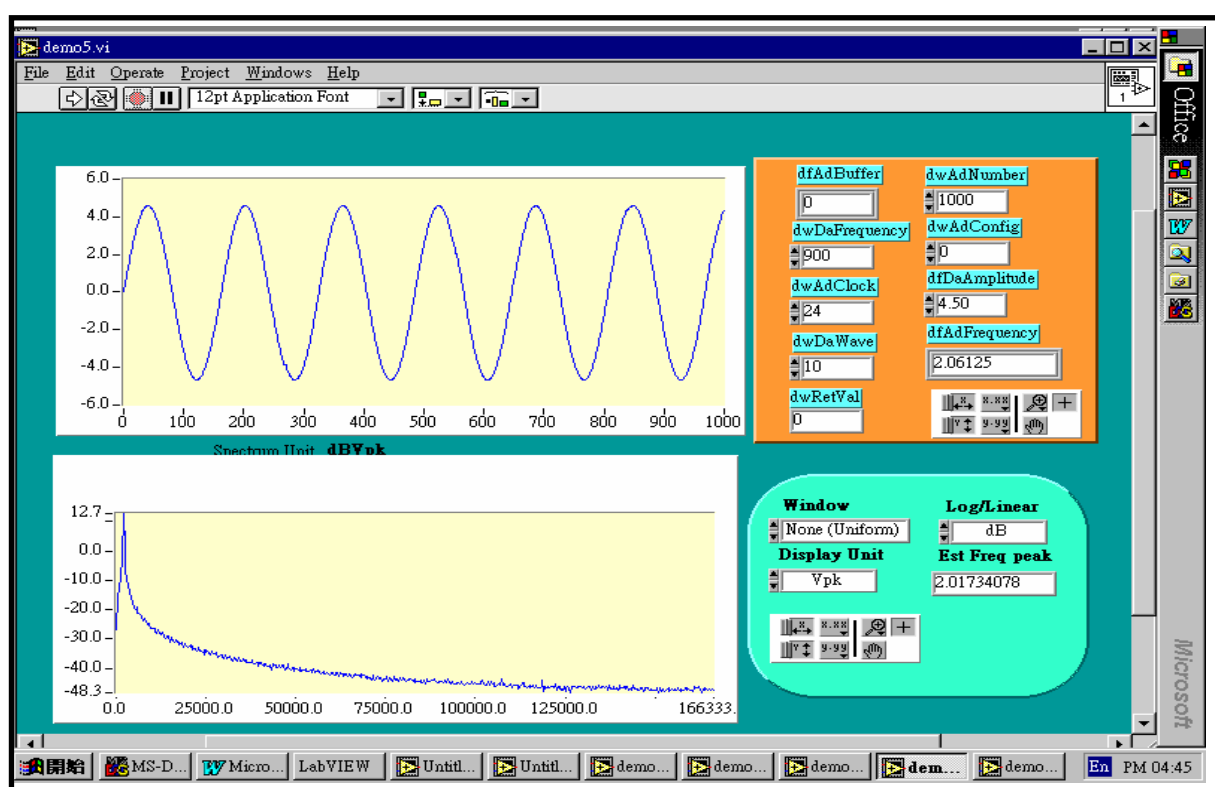 demo5.vi
File Edit Operate Project Windows Help
12pt Application Font
1
Office
6.0
4.0
2.0
0.0
-2.0
-4.0
-6.0
0 100 200 300 400 500 600 700 800 900 1000
dfAdBuffer
0
dwAdNumber
1000
dwDaFrequency
900
dwAdConfig
0
dwAdClock
24
dfDaAmplitude
4.50
dwDaWave
10
dfAdFrequency
2.06125
dwRetVal
0
Spectrum Unit dBVpk
12.7
0.0
-10.0
-20.0
-30.0
-40.0
-48.3
0.0 25000.0 50000.0 75000.0 100000.0 125000.0 166333.
Window
None (Uniform)
Log/Linear
dB
Display Unit
Vpk
Est Freq peak
2.01734078
Microsoft
開始 MS-D... Micro... LabVIEW Untitl... Untitl... demo... demo... demo... dem... demo... En PM 04:45